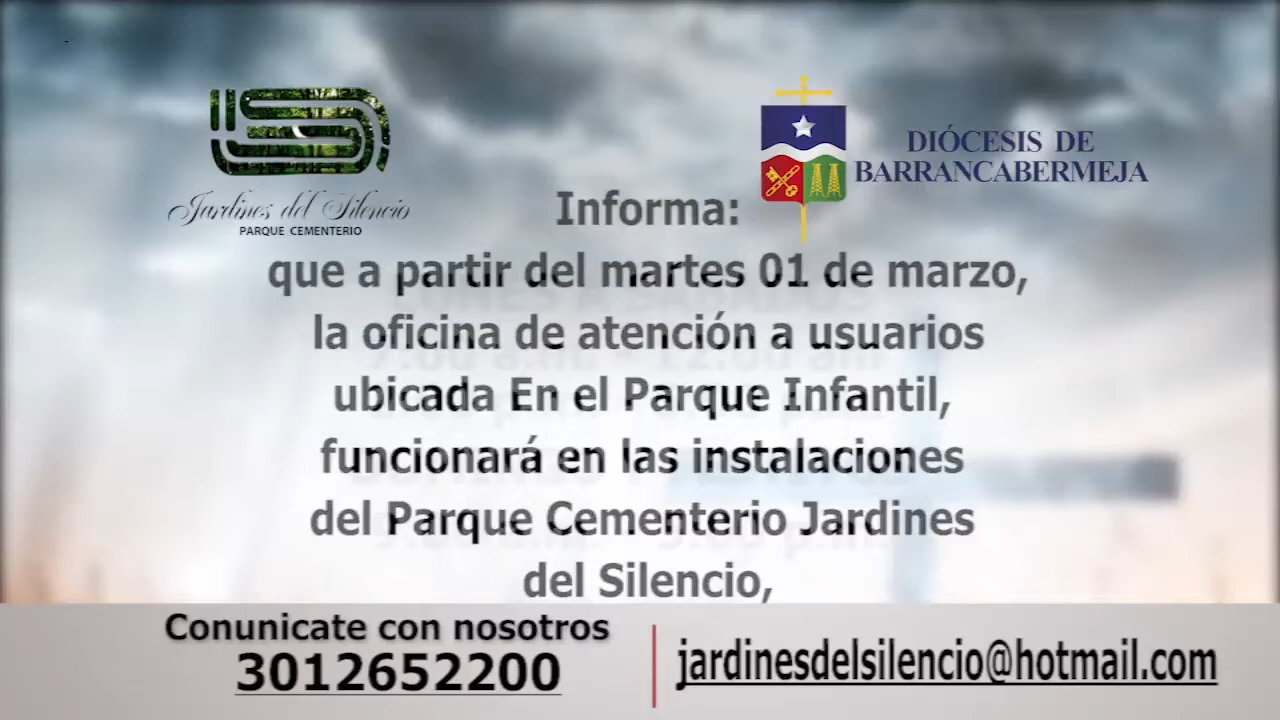 Jardines del Silencio
PARQUE CEMENTERIO
DIÓCESIS DE
BARRANCABERMEJA
Informa:
que a partir del martes 01 de marzo,
la oficina de atención a usuarios
ubicada En el Parque Infantil,
funcionará en las instalaciones
del Parque Cementerio Jardines
del Silencio,
Conunicate con nosotros
3012652200
jardinesdelsilencio@hotmail.com